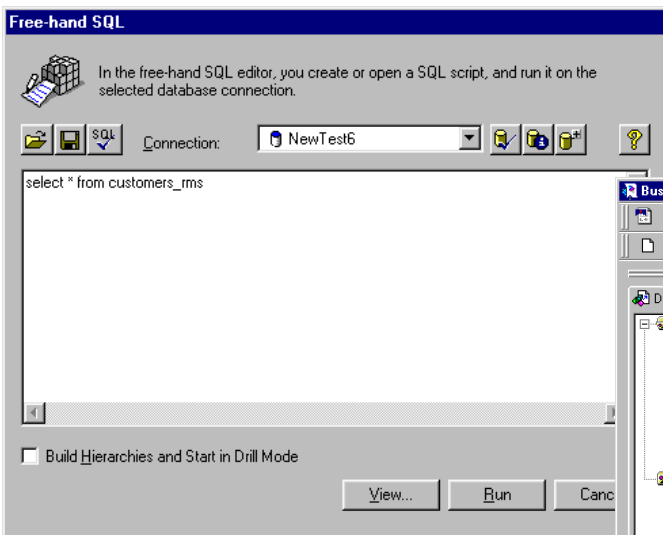 Free-hand SQL
In the free-hand SQL editor, you create or open a SQL script, and run it on the
selected database connection.
SQL
Connection:
NewTest6
select * from customers_rms
Bus
D
Build Hierarchies and Start in Drill Mode
View...
Run
Canc